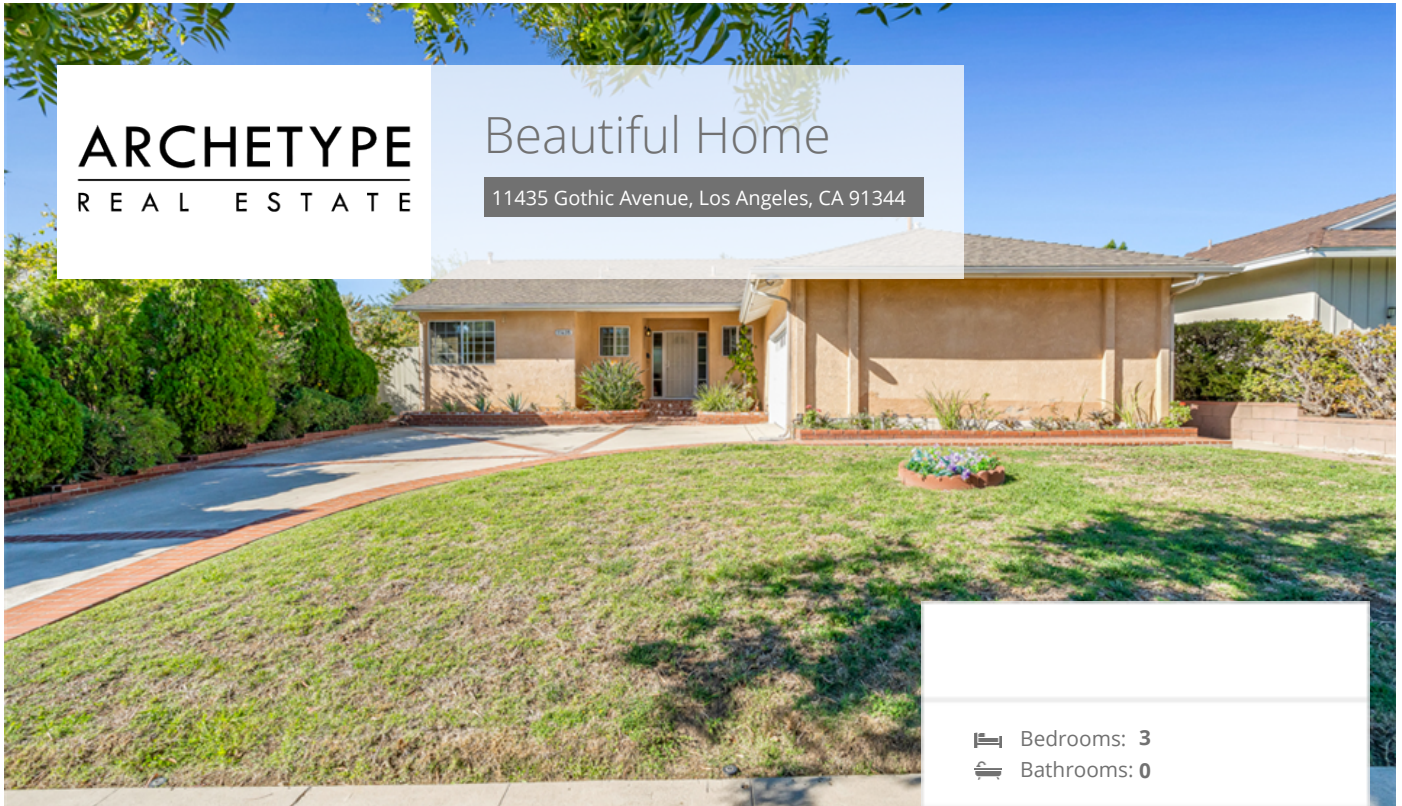 ARCHETYPE
REAL ESTATE
Beautiful Home
11435 Gothic Avenue, Los Angeles, CA 91344
Bedrooms: 3
Bathrooms: 0